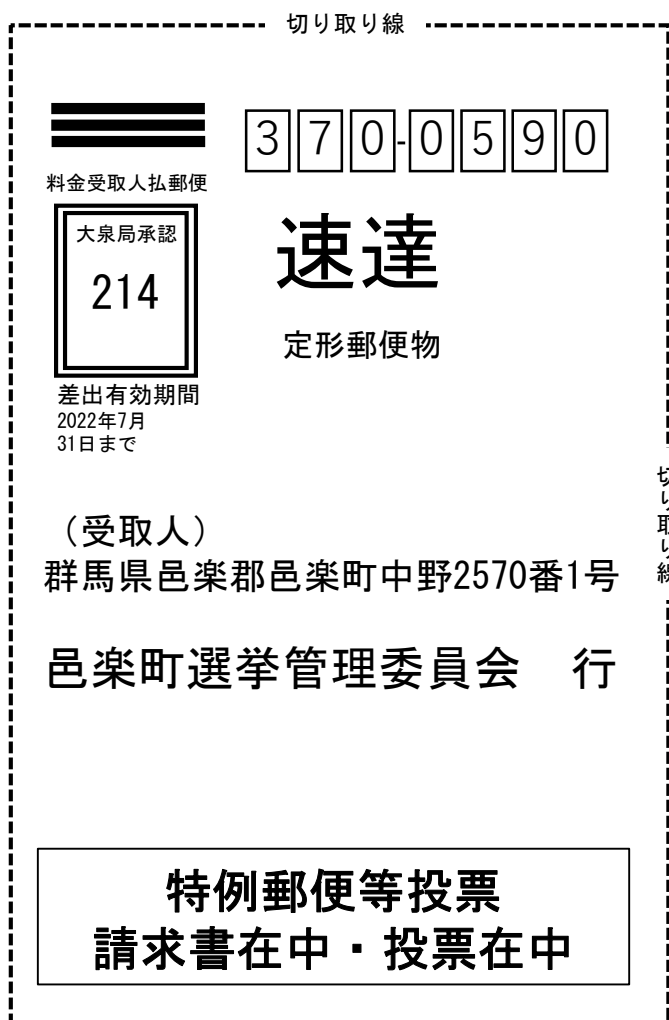 切り取り線
370-0590
料金受取人払郵便
大泉局承認
214
速達
定形郵便物
差出有効期間
2022年7月
31日まで
切り取り線
（受取人）
群馬県邑楽郡邑楽町中野2570番1号
邑楽町選挙管理委員会　行
特例郵便等投票
請求書在中・投票在中